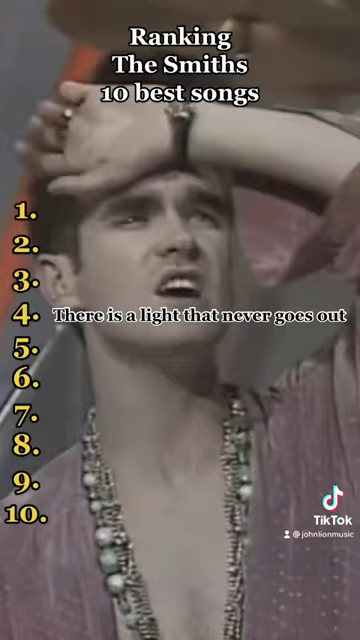 Ranking
The Smiths
10 best songs
1.
2.
3.
4. There is a light that never goes out
5.
6.
7.
8.
9.
10.
TikTok
@johnlionmusic